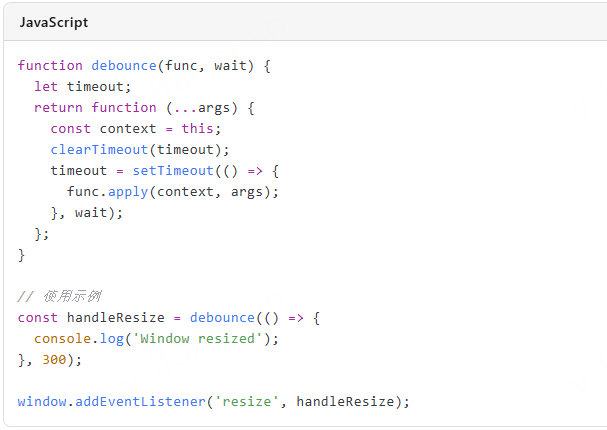 JavaScript
function debounce(func, wait) {
  let timeout;
  return function (...args) {
    const context = this;
    clearTimeout(timeout);
    timeout = setTimeout(() => {
      func.apply(context, args);
    }, wait);
  };
}

// 使用示例
const handleResize = debounce(() => {
  console.log('Window resized');
}, 300);

window.addEventListener('resize', handleResize);